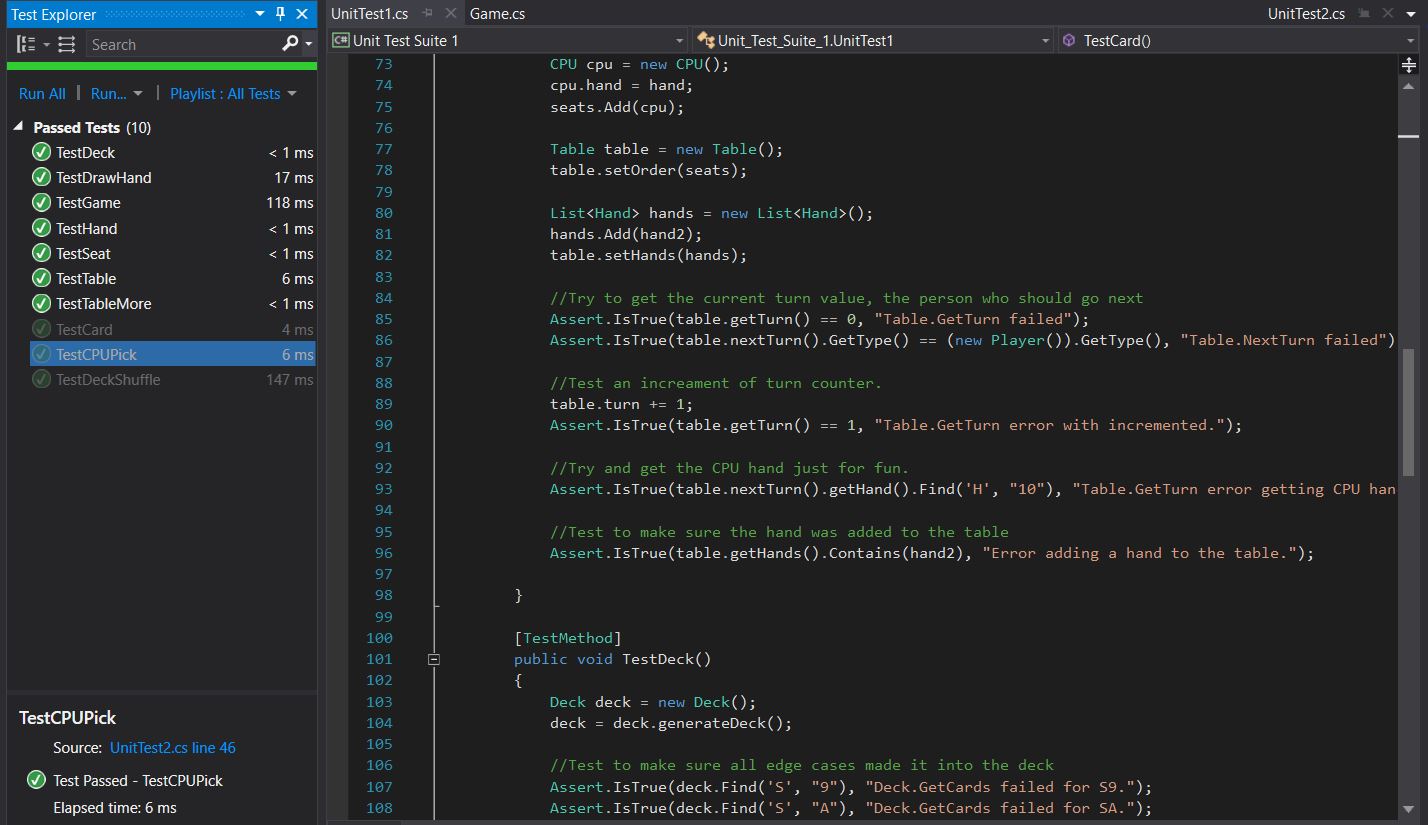 Test Explorer
Search
Run All | Run... | Playlist : All Tests
Passed Tests (10)
TestDeck < 1 ms
TestDrawHand 17 ms
TestGame 118 ms
TestHand < 1 ms
TestSeat < 1 ms
TestTable 6 ms
TestTableMore < 1 ms
TestCard 4 ms
TestCPUPick 6 ms
TestDeckShuffle 147 ms
TestCPUPick
Source: UnitTest2.cs line 46
Test Passed - TestCPUPick
Elapsed time: 6 ms
UnitTest1.cs Game.cs UnitTest2.cs
C# Unit Test Suite 1 Unit_Test_Suite_1.UnitTest1 TestCard()
73 CPU cpu = new CPU();
74 cpu.hand = hand;
75 seats.Add(cpu);
76
77 Table table = new Table();
78 table.setOrder(seats);
79
80 List<Hand> hands = new List<Hand>();
81 hands.Add(hand2);
82 table.setHands(hands);
83
84 //Try to get the current turn value, the person who should go next
85 Assert.IsTrue(table.getTurn() == 0, "Table.GetTurn failed");
86 Assert.IsTrue(table.nextTurn().GetType() == (new Player()).GetType(), "Table.NextTurn failed")
87
88 //Test an increament of turn counter.
89 table.turn += 1;
90 Assert.IsTrue(table.getTurn() == 1, "Table.GetTurn error with incremented.");
91
92 //Try and get the CPU hand just for fun.
93 Assert.IsTrue(table.nextTurn().getHand().Find('H', "10"), "Table.GetTurn error getting CPU han
94
95 //Test to make sure the hand was added to the table
96 Assert.IsTrue(table.getHands().Contains(hand2), "Error adding a hand to the table.");
97
98 }
99
100 [TestMethod]
101 public void TestDeck()
102 {
103 Deck deck = new Deck();
104 deck = deck.generateDeck();
105
106 //Test to make sure all edge cases made it into the deck
107 Assert.IsTrue(deck.Find('S', "9"), "Deck.GetCards failed for S9.");
108 Assert.IsTrue(deck.Find('S', "A"), "Deck.GetCards failed for SA.");